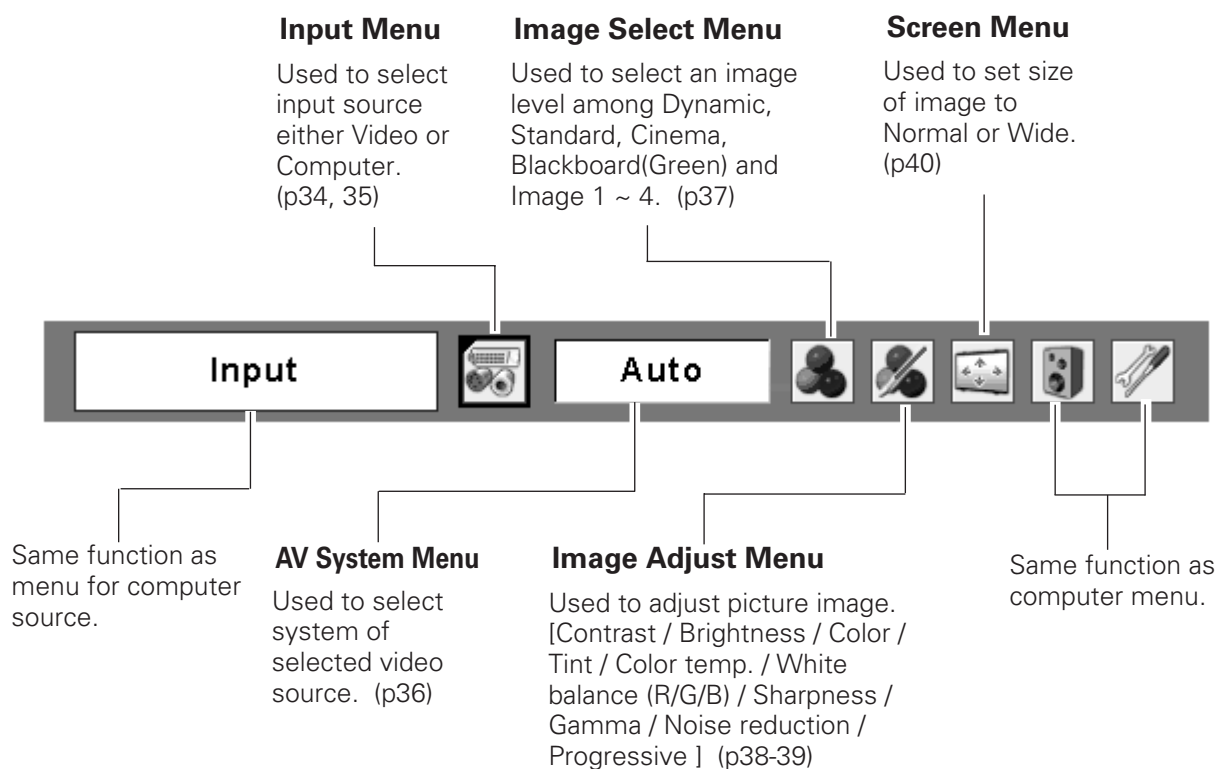 Input Menu
Used to select
input source
either Video or
Computer.
(p34, 35)
Image Select Menu
Used to select an image
level among Dynamic,
Standard, Cinema,
Blackboard(Green) and
Image 1 ~ 4. (p37)
Screen Menu
Used to set size
of image to
Normal or Wide.
(p40)
Input
Auto
Same function as
menu for computer
source.
AV System Menu
Used to select
system of
selected video
source. (p36)
Image Adjust Menu
Used to adjust picture image.
[Contrast / Brightness / Color /
Tint / Color temp. / White
balance (R/G/B) / Sharpness /
Gamma / Noise reduction /
Progressive ] (p38-39)
Same function as
computer menu.